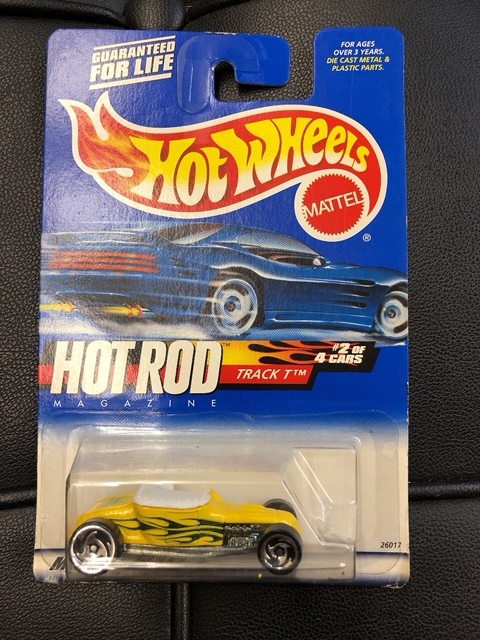 GUARANTEED
FOR LIFE
FOR AGES
OVER 3 YEARS.
DIE CAST METAL &
PLASTIC PARTS.
HOT WHEELS
MATTEL
®
HOT ROD™
MAGAZINE
TRACK T™
#2 OF
4 CARS
26017